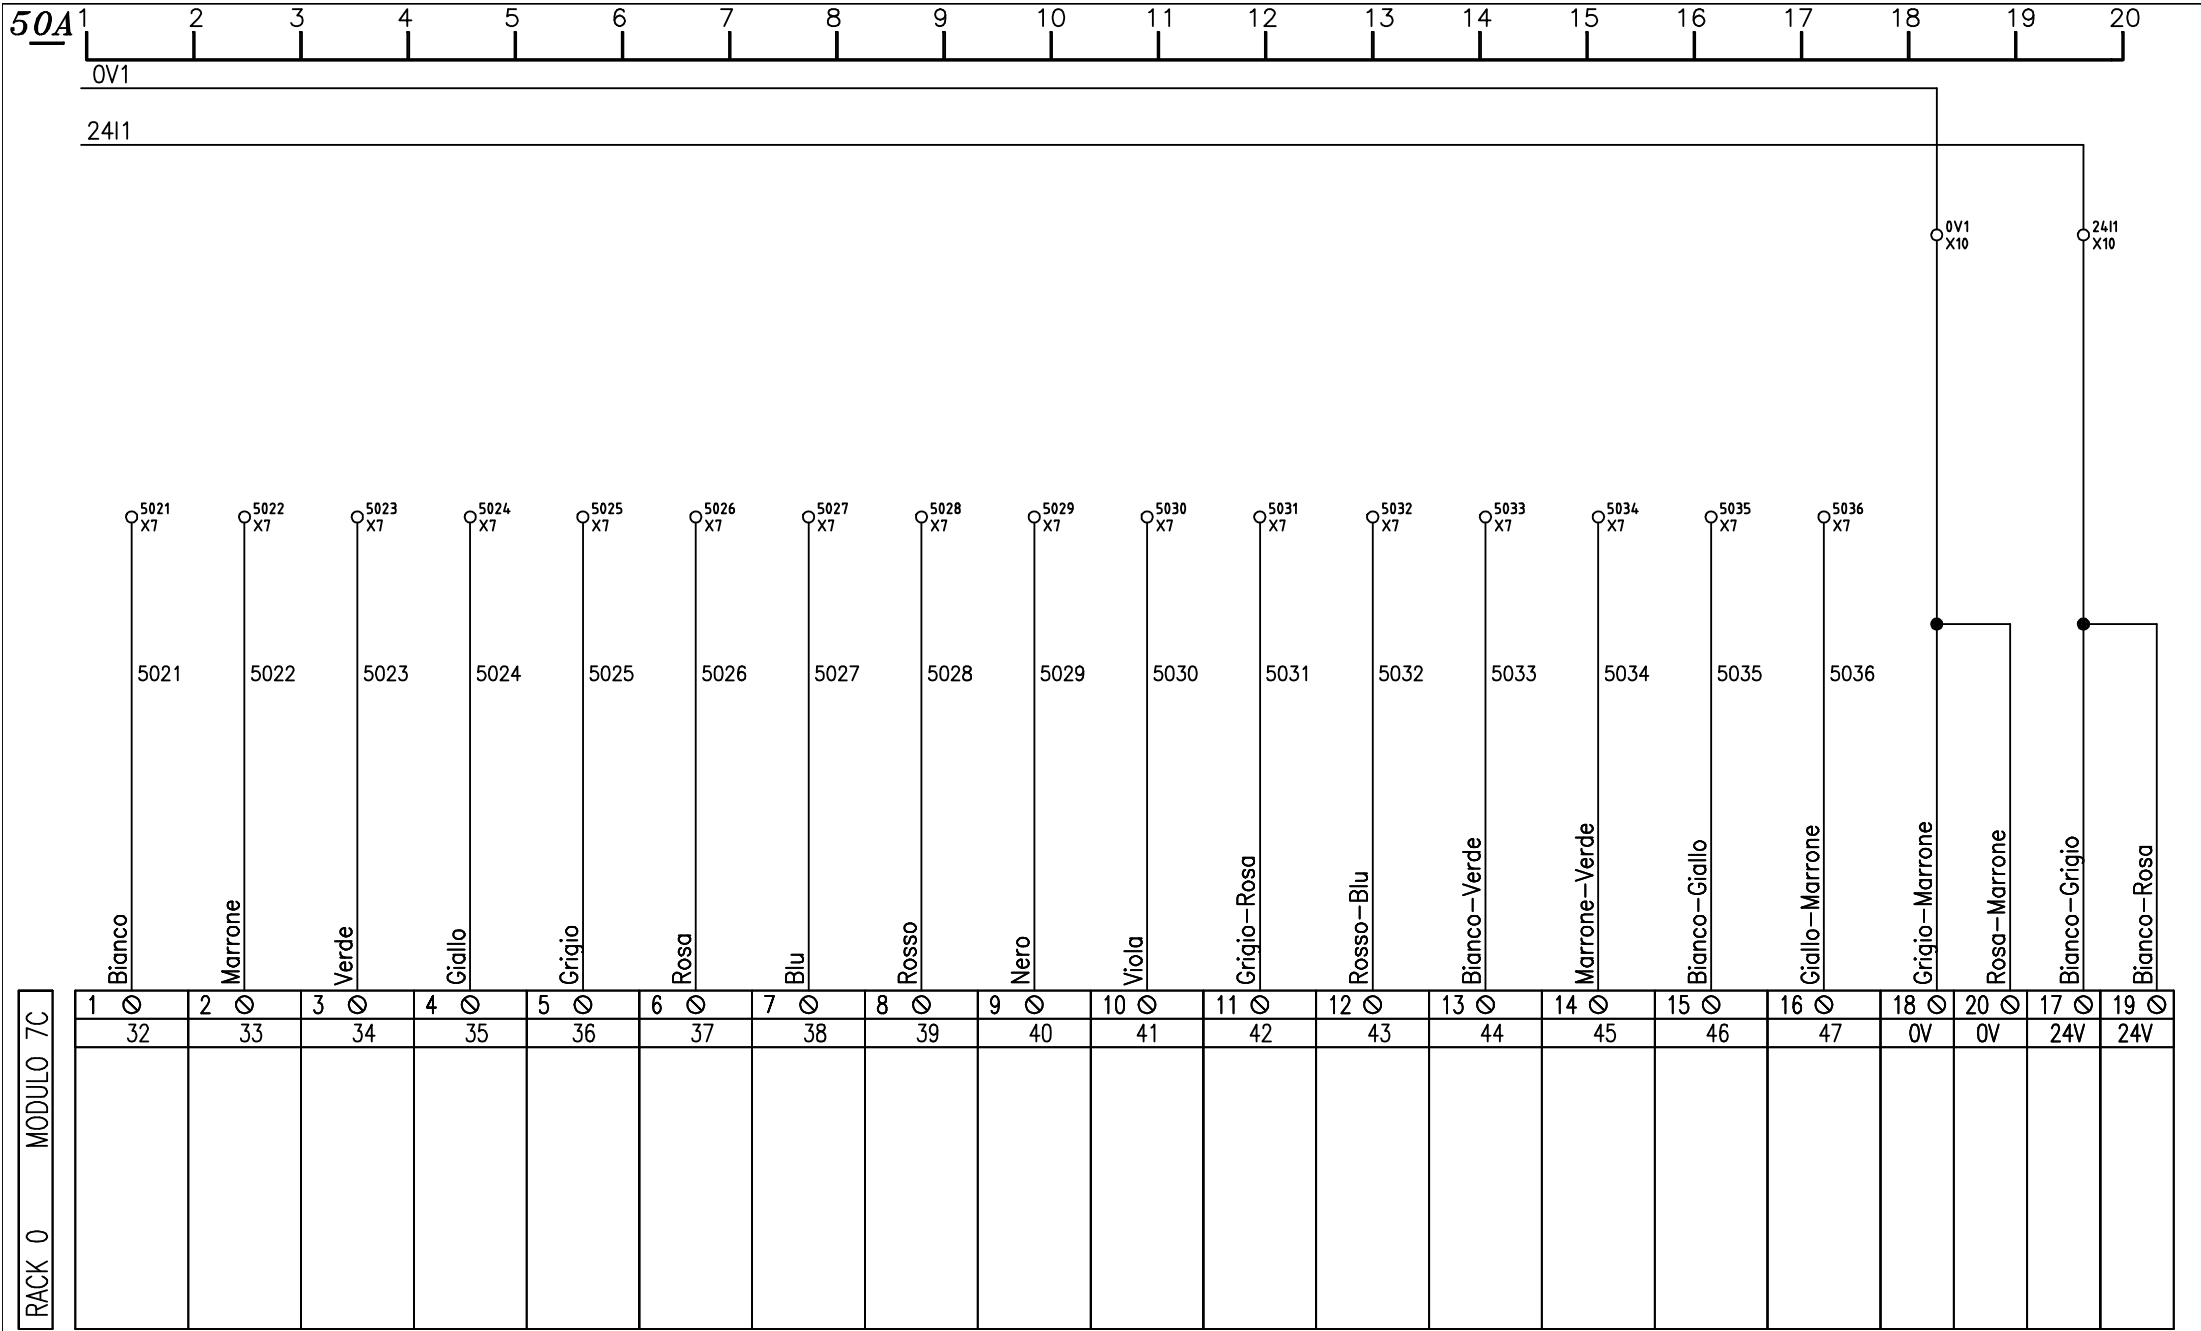 50A 1 2 3 4 5 6 7 8 9 10 11 12 13 14 15 16 17 18 19 20
0V1
24I1
0V1 24I1
X10 X10
5021 5022 5023 5024 5025 5026 5027 5028 5029 5030 5031 5032 5033 5034 5035 5036
X7 X7 X7 X7 X7 X7 X7 X7 X7 X7 X7 X7 X7 X7 X7 X7
5021 5022 5023 5024 5025 5026 5027 5028 5029 5030 5031 5032 5033 5034 5035 5036
Bianco
Marrone
Verde
Giallo
Grigio
Rosa
Blu
Rosso
Nero
Viola
Grigio-Rosa
Rosso-Blu
Bianco-Verde
Marrone-Verde
Bianco-Giallo
Giallo-Marrone
Grigio-Marrone
Rosa-Marrone
Bianco-Grigio
Bianco-Rosa
1 2 3 4 5 6 7 8 9 10 11 12 13 14 15 16 18 20 17 19
32 33 34 35 36 37 38 39 40 41 42 43 44 45 46 47 0V 0V 24V 24V
RACK 0 MODULO 7C